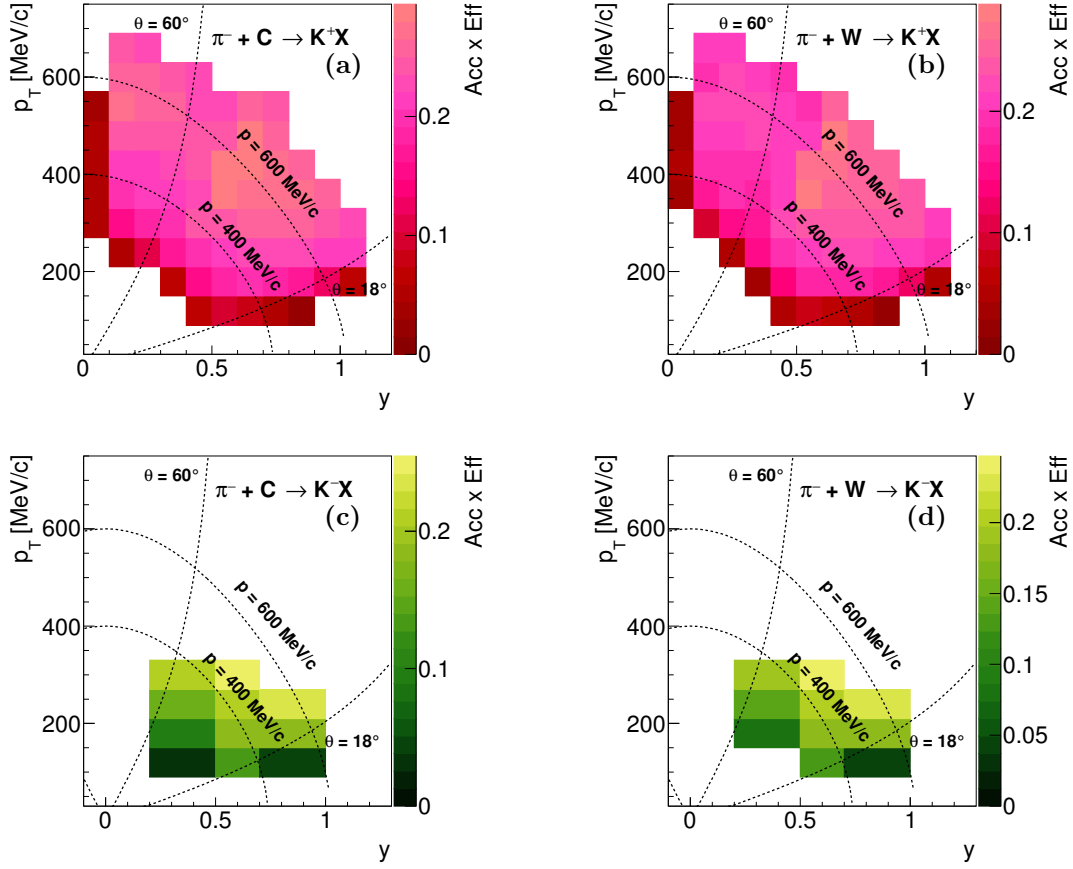 p_T [MeV/c]
θ = 60°
π⁻ + C → K⁺X
(a)
p = 600 MeV/c
p = 400 MeV/c
θ = 18°
600
400
200
0
0.5
1
y
Acc x Eff
0.2
0.1
0
p_T [MeV/c]
θ = 60°
π⁻ + W → K⁺X
(b)
p = 600 MeV/c
p = 400 MeV/c
θ = 18°
600
400
200
0
0.5
1
y
Acc x Eff
0.2
0.1
0
p_T [MeV/c]
θ = 60°
π⁻ + C → K⁻X
(c)
p = 600 MeV/c
p = 400 MeV/c
θ = 18°
600
400
200
0
0.5
1
y
Acc x Eff
0.2
0.1
0
p_T [MeV/c]
θ = 60°
π⁻ + W → K⁻X
(d)
p = 600 MeV/c
p = 400 MeV/c
θ = 18°
600
400
200
0
0.5
1
y
Acc x Eff
0.2
0.15
0.1
0.05
0